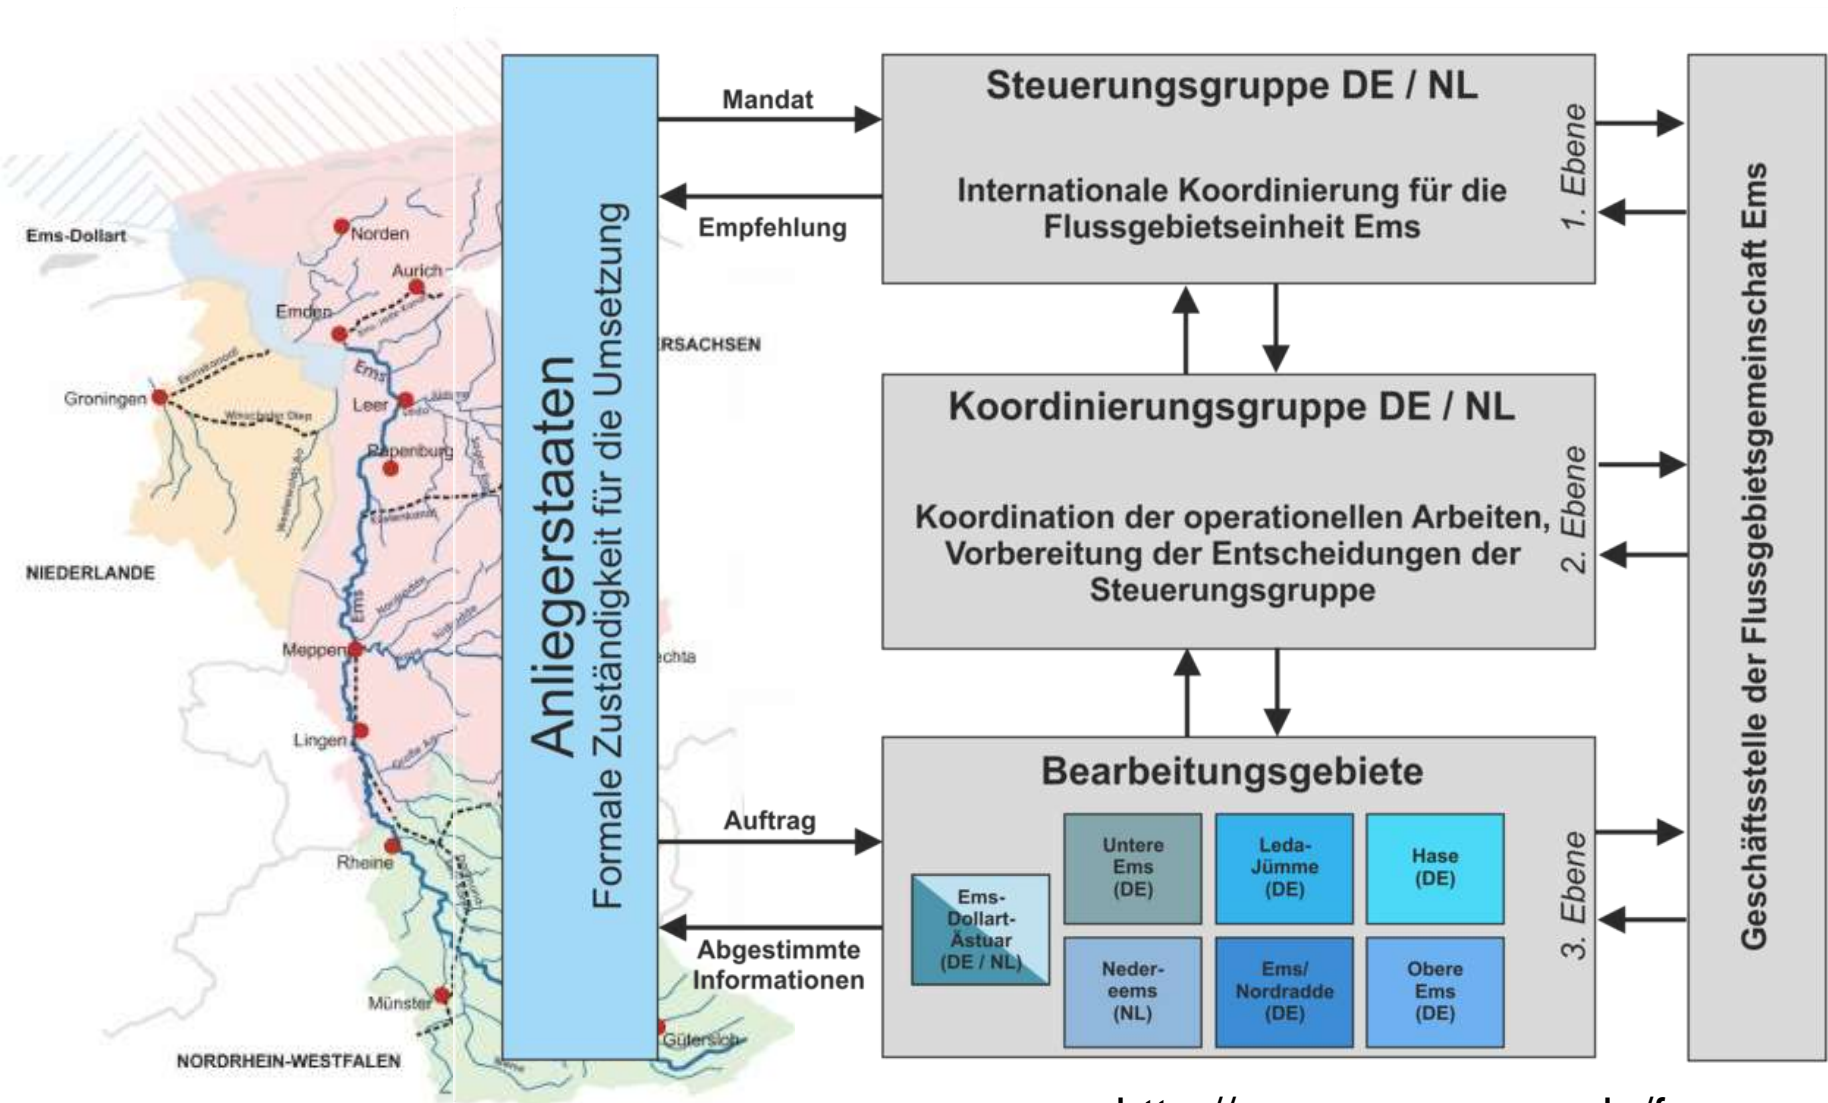 Ems-Dollart
Norden
Aurich
Emden
Ems
Groningen
Winschoter Diep
Leer
Papenburg
NIEDERLANDE
Ems
Meppen
Lingen
Rheine
Münster
NORDRHEIN-WESTFALEN
Gütersloh
ERSACHSEN
echta
Anliegerstaaten
Formale Zuständigkeit für die Umsetzung
Mandat
Empfehlung
Auftrag
Abgestimmte
Informationen
Steuerungsgruppe DE / NL
Internationale Koordinierung für die
Flussgebietseinheit Ems
1. Ebene
Koordinierungsgruppe DE / NL
Koordination der operationellen Arbeiten,
Vorbereitung der Entscheidungen der
Steuerungsgruppe
2. Ebene
Bearbeitungsgebiete
Ems-
Dollart-
Ästuar
(DE / NL)
Untere
Ems
(DE)
Leda-
Jümme
(DE)
Hase
(DE)
Neder-
eems
(NL)
Ems/
Nordradde
(DE)
Obere
Ems
(DE)
3. Ebene
Geschäftsstelle der Flussgebietsgemeinschaft Ems